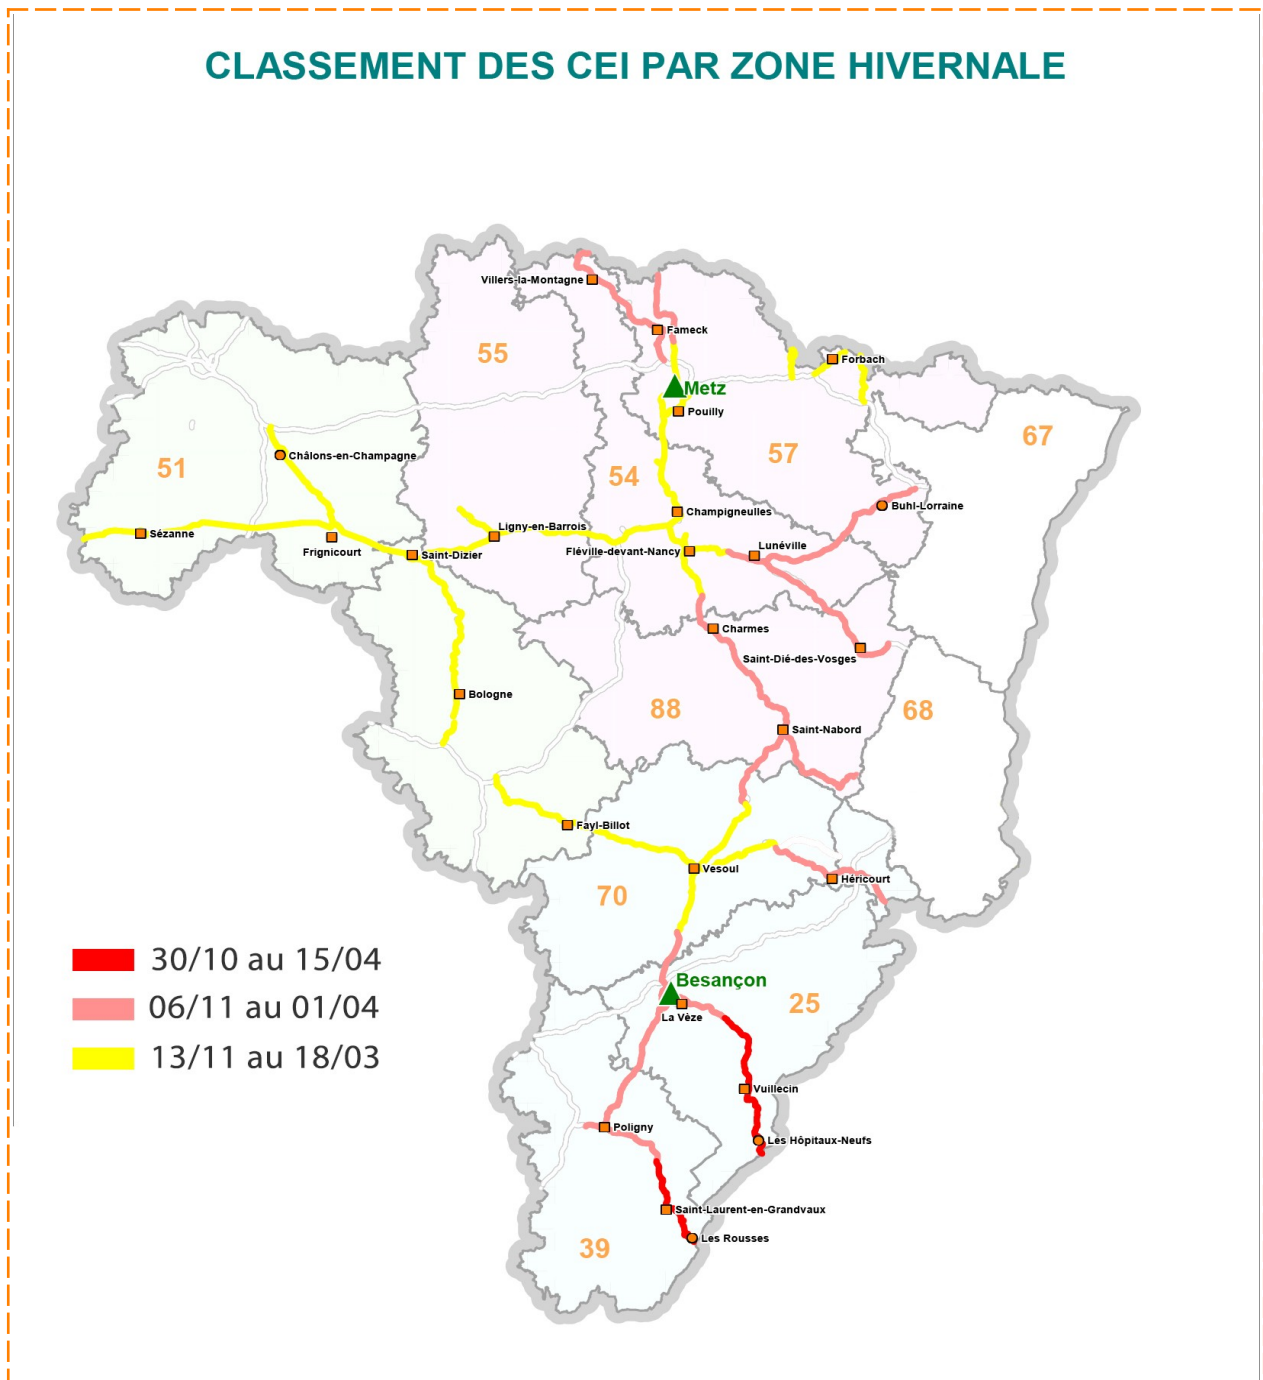 CLASSEMENT DES CEI PAR ZONE HIVERNALE
Villers-la-Montagne
Fameck
55
Forbach
Metz
Pouilly
67
57
Châlons-en-Champagne
51
54
Buhl-Lorraine
Champigneulles
Ligny-en-Barrois
Sézanne
Frignicourt
Saint-Dizier
Fléville-devant-Nancy
Lunéville
Charmes
Saint-Dié-des-Vosges
Bologne
88
68
Saint-Nabord
Fayl-Billot
Vesoul
Héricourt
70
30/10 au 15/04
Besançon
06/11 au 01/04
25
La Vèze
13/11 au 18/03
Vuillecin
Poligny
Les Hôpitaux-Neufs
Saint-Laurent-en-Grandvaux
Les Rousses
39